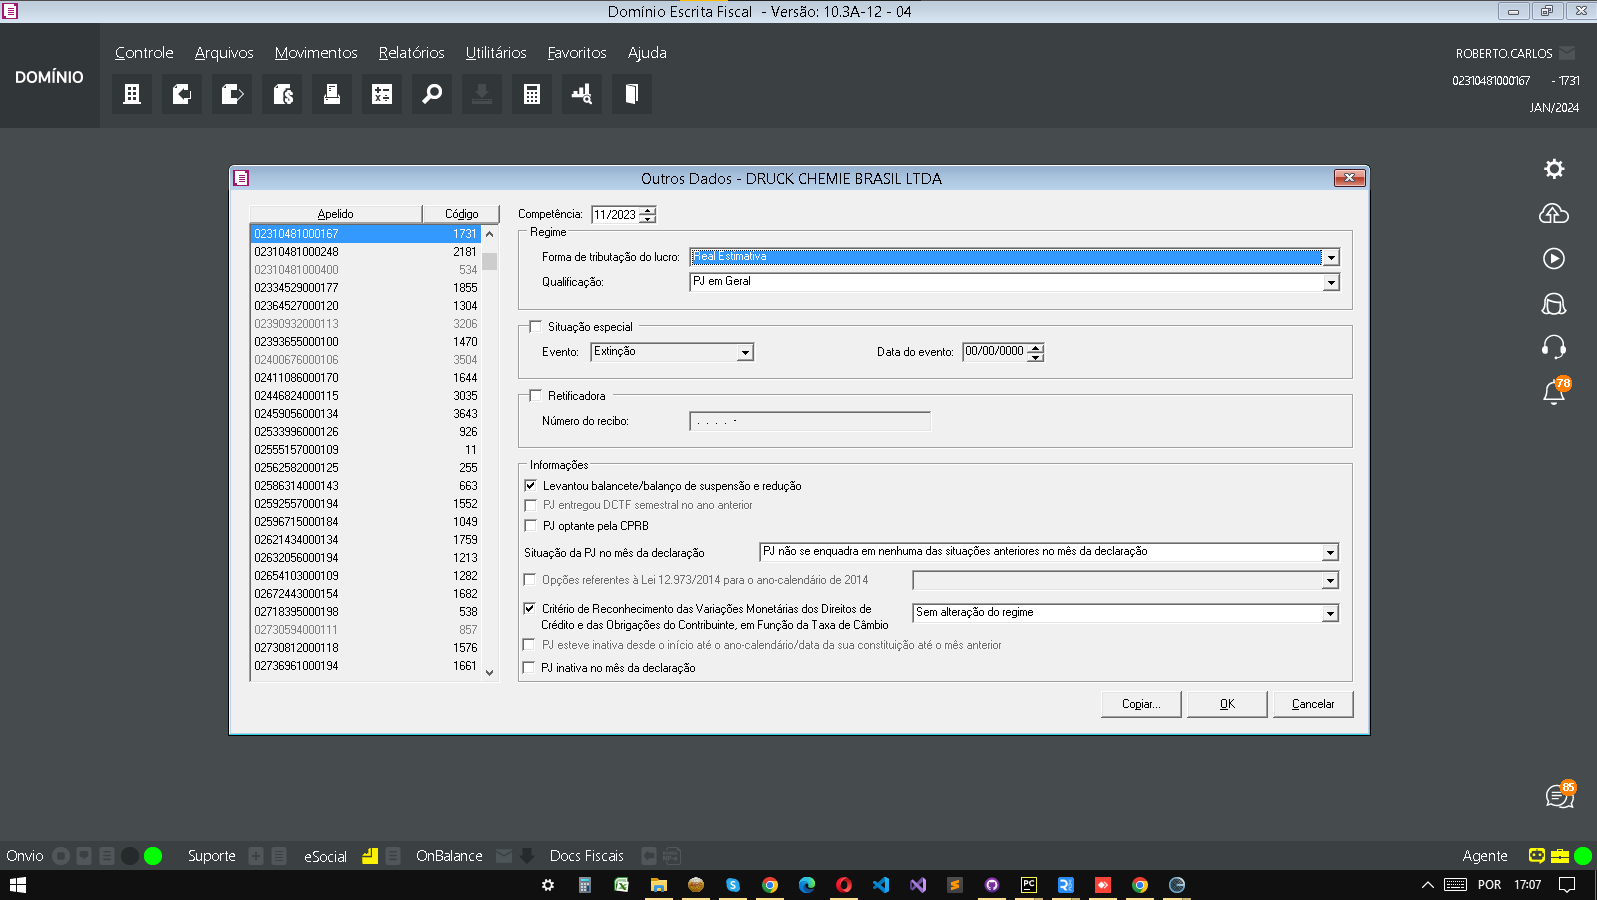 Domínio Escrita Fiscal - Versão: 10.3A-12 - 04
DOMÍNIO
Controle Arquivos Movimentos Relatórios Utilitários Favoritos Ajuda
ROBERTO.CARLOS
02310481000167 - 1731
JAN/2024
Outros Dados - DRUCK CHEMIE BRASIL LTDA
Apelido Código
02310481000167 1731
02310481000248 2181
02310481000400 534
02334529000177 1855
02364527000120 1304
02390932000113 3206
02393655000100 1470
02400676000106 3504
02411086000170 1644
02446824000115 3035
02459056000134 3643
02533996000126 926
02555157000109 11
02562582000125 255
02586314000143 663
02592557000194 1552
02596715000184 1049
02621434000134 1759
02632056000194 1213
02654103000109 1282
02672443000154 1682
02718395000198 538
02730594000111 857
02730812000118 1576
02736961000194 1661
Competência: 11/2023
Regime
Forma de tributação do lucro: Real Estimativa
Qualificação: PJ em Geral
Situação especial
Evento: Extinção Data do evento: 00/00/0000
Retificadora
Número do recibo: . . . . -
Informações
Levantou balancete/balanço de suspensão e redução
PJ entregou DCTF semestral no ano anterior
PJ optante pela CPRB
Situação da PJ no mês da declaração PJ não se enquadra em nenhuma das situações anteriores no mês da declaração
Opções referentes à Lei 12.973/2014 para o ano-calendário de 2014
Critério de Reconhecimento das Variações Monetárias dos Direitos de
Crédito e das Obrigações do Contribuinte, em Função da Taxa de Câmbio Sem alteração do regime
PJ esteve inativa desde o início até o ano-calendário/data da sua constituição até o mês anterior
PJ inativa no mês da declaração
Copiar... OK Cancelar
78
85
Onvio Suporte eSocial OnBalance Docs Fiscais Agente
POR 17:07